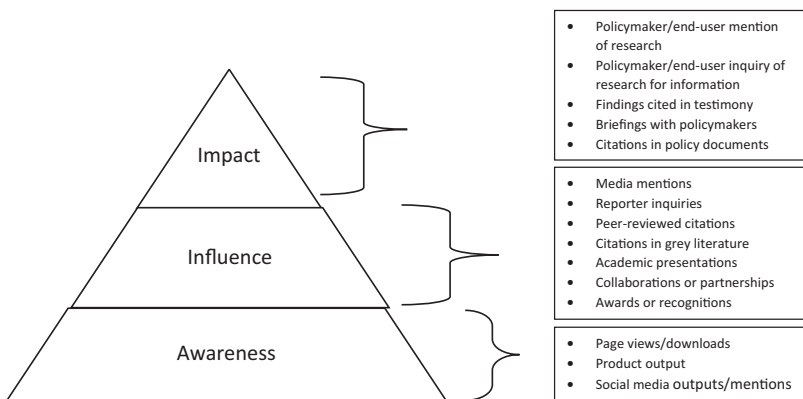 Impact
Influence
Awareness
• Policymaker/end-user mention
of research
• Policymaker/end-user inquiry of
research for information
• Findings cited in testimony
• Briefings with policymakers
• Citations in policy documents
• Media mentions
• Reporter inquiries
• Peer-reviewed citations
• Citations in grey literature
• Academic presentations
• Collaborations or partnerships
• Awards or recognitions
• Page views/downloads
• Product output
• Social media outputs/mentions